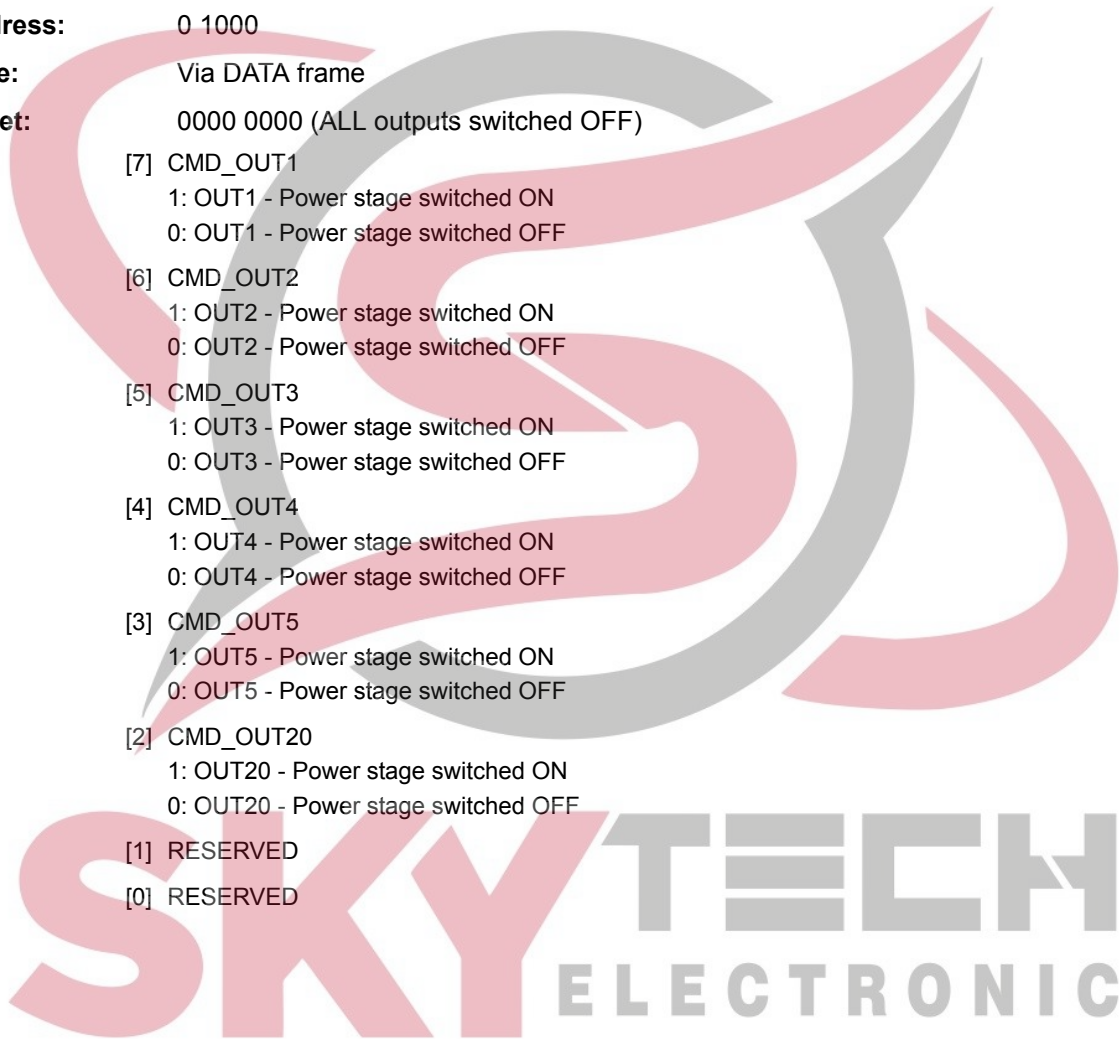 dress: 0 1000
e: Via DATA frame
et: 0000 0000 (ALL outputs switched OFF)
[7] CMD_OUT1
1: OUT1 - Power stage switched ON
0: OUT1 - Power stage switched OFF
[6] CMD_OUT2
1: OUT2 - Power stage switched ON
0: OUT2 - Power stage switched OFF
[5] CMD_OUT3
1: OUT3 - Power stage switched ON
0: OUT3 - Power stage switched OFF
[4] CMD_OUT4
1: OUT4 - Power stage switched ON
0: OUT4 - Power stage switched OFF
[3] CMD_OUT5
1: OUT5 - Power stage switched ON
0: OUT5 - Power stage switched OFF
[2] CMD_OUT20
1: OUT20 - Power stage switched ON
0: OUT20 - Power stage switched OFF
[1] RESERVED
[0] RESERVED
SKYTECH
ELECTRONIC